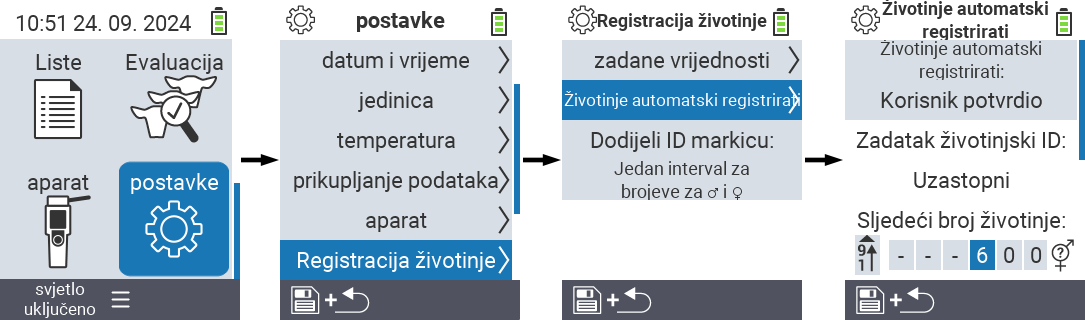 10:51 24. 09. 2024
Liste
Evaluacija
aparat
postavke
svjetlo
uključeno
postavke
datum i vrijeme
jedinica
temperatura
prikupljanje podataka
aparat
Registracija životinje
+
Registracija životinje
zadane vrijednosti
Životinje automatski registrirati
Dodijeli ID markicu:
Jedan interval za
brojeve za ♂ i ♀
+
Životinje automatski
registrirati
Životinje automatski
registrirati:
Korisnik potvrdio
Zadatak životinjski ID:
Uzastopni
Sljedeći broj životinje:
9 1 - - - 6 0 0 ?
+